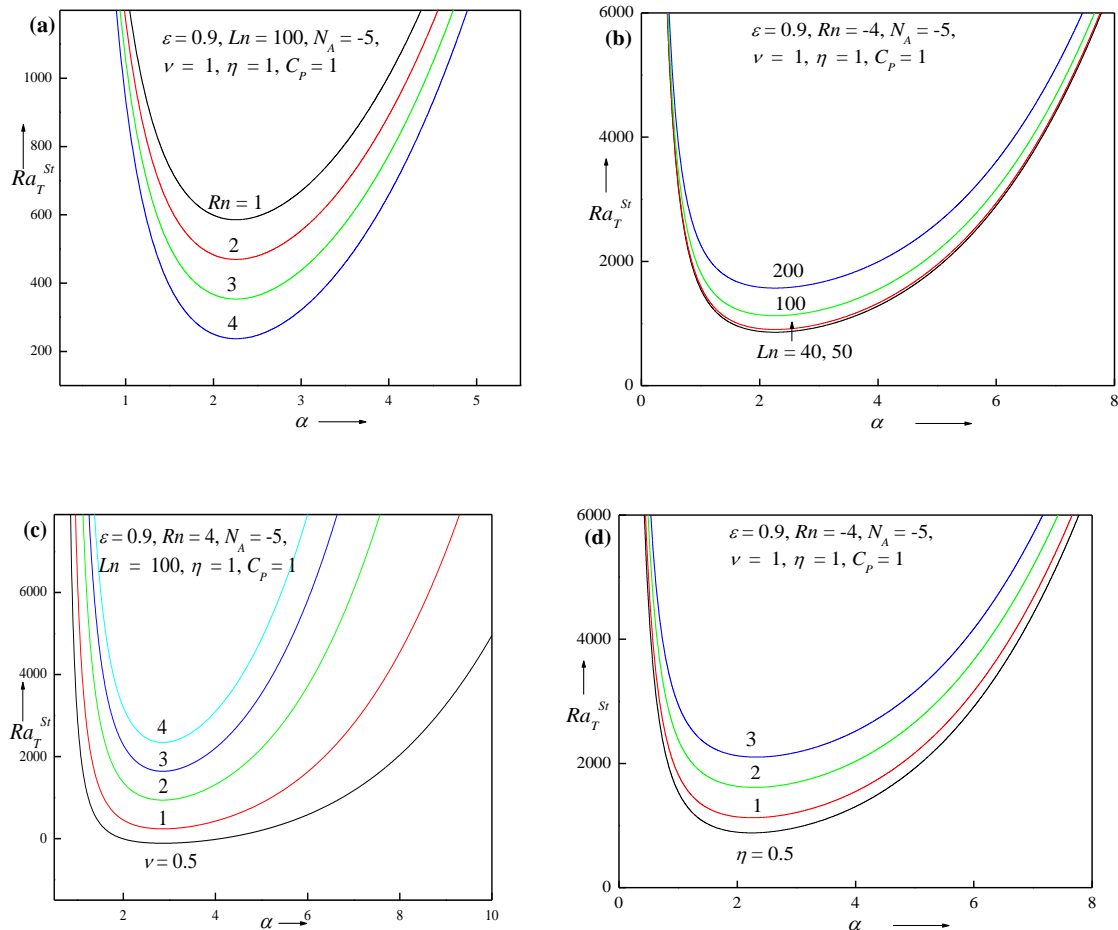 (a)
ε = 0.9, Ln = 100, N_A = -5,
ν = 1, η = 1, C_P = 1
1000
800
Ra_T^St
600
400
200
Rn = 1
2
3
4
1 2 3 4 5
α
(b)
ε = 0.9, Rn = -4, N_A = -5,
ν = 1, η = 1, C_P = 1
6000
4000
Ra_T^St
2000
0
200
100
Ln = 40, 50
0 2 4 6 8
α
(c)
ε = 0.9, Rn = 4, N_A = -5,
Ln = 100, η = 1, C_P = 1
6000
4000
Ra_T^St
2000
0
4
3
2
1
ν = 0.5
2 4 6 8 10
α
(d)
ε = 0.9, Rn = -4, N_A = -5,
ν = 1, η = 1, C_P = 1
6000
4000
Ra_T^St
2000
0
3
2
1
η = 0.5
0 2 4 6 8
α